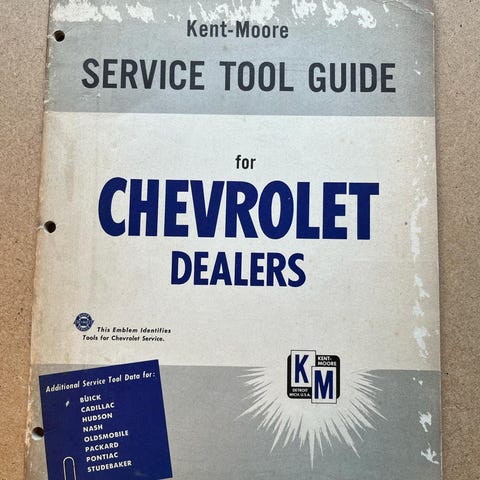 Kent-Moore
SERVICE TOOL GUIDE
for
CHEVROLET
DEALERS
This Emblem Identifies
Tools for Chevrolet Service.
Additional Service Tool Data for:
BUICK
CADILLAC
HUDSON
NASH
OLDSMOBILE
PACKARD
PONTIAC
STUDEBAKER
K
KENT-
MOORE
DETROIT
MICH. U.S.A.
M